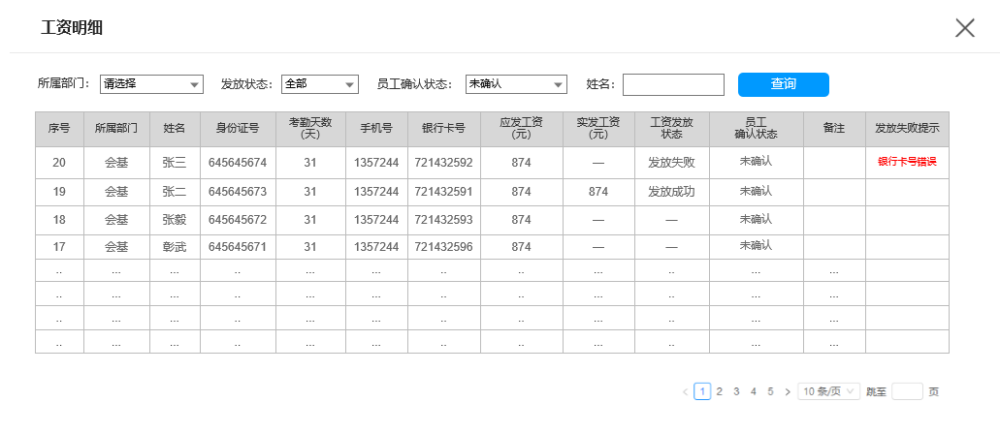 工资明细
所属部门: 请选择 发放状态: 全部 员工确认状态: 未确认 姓名: 查询
序号 所属部门 姓名 身份证号 考勤天数(天) 手机号 银行卡号 应发工资(元) 实发工资(元) 工资发放状态 员工确认状态 备注 发放失败提示
20 会基 张三 645645674 31 1357244 721432592 874 — 发放失败 未确认 银行卡号错误
19 会基 张二 645645673 31 1357244 721432591 874 874 发放成功 未确认
18 会基 张毅 645645672 31 1357244 721432593 874 — — 未确认
17 会基 彰武 645645671 31 1357244 721432596 874 — — 未确认
.. ... ... .. ... ... .. .. ... .. ... ...
.. ... ... .. ... ... .. .. ... .. ... ...
.. ... ... .. ... ... .. .. ... .. ... ...
.. ... ... .. ... ... .. .. ... .. ... ...
< 1 2 3 4 5 > 10 条/页 跳至 页